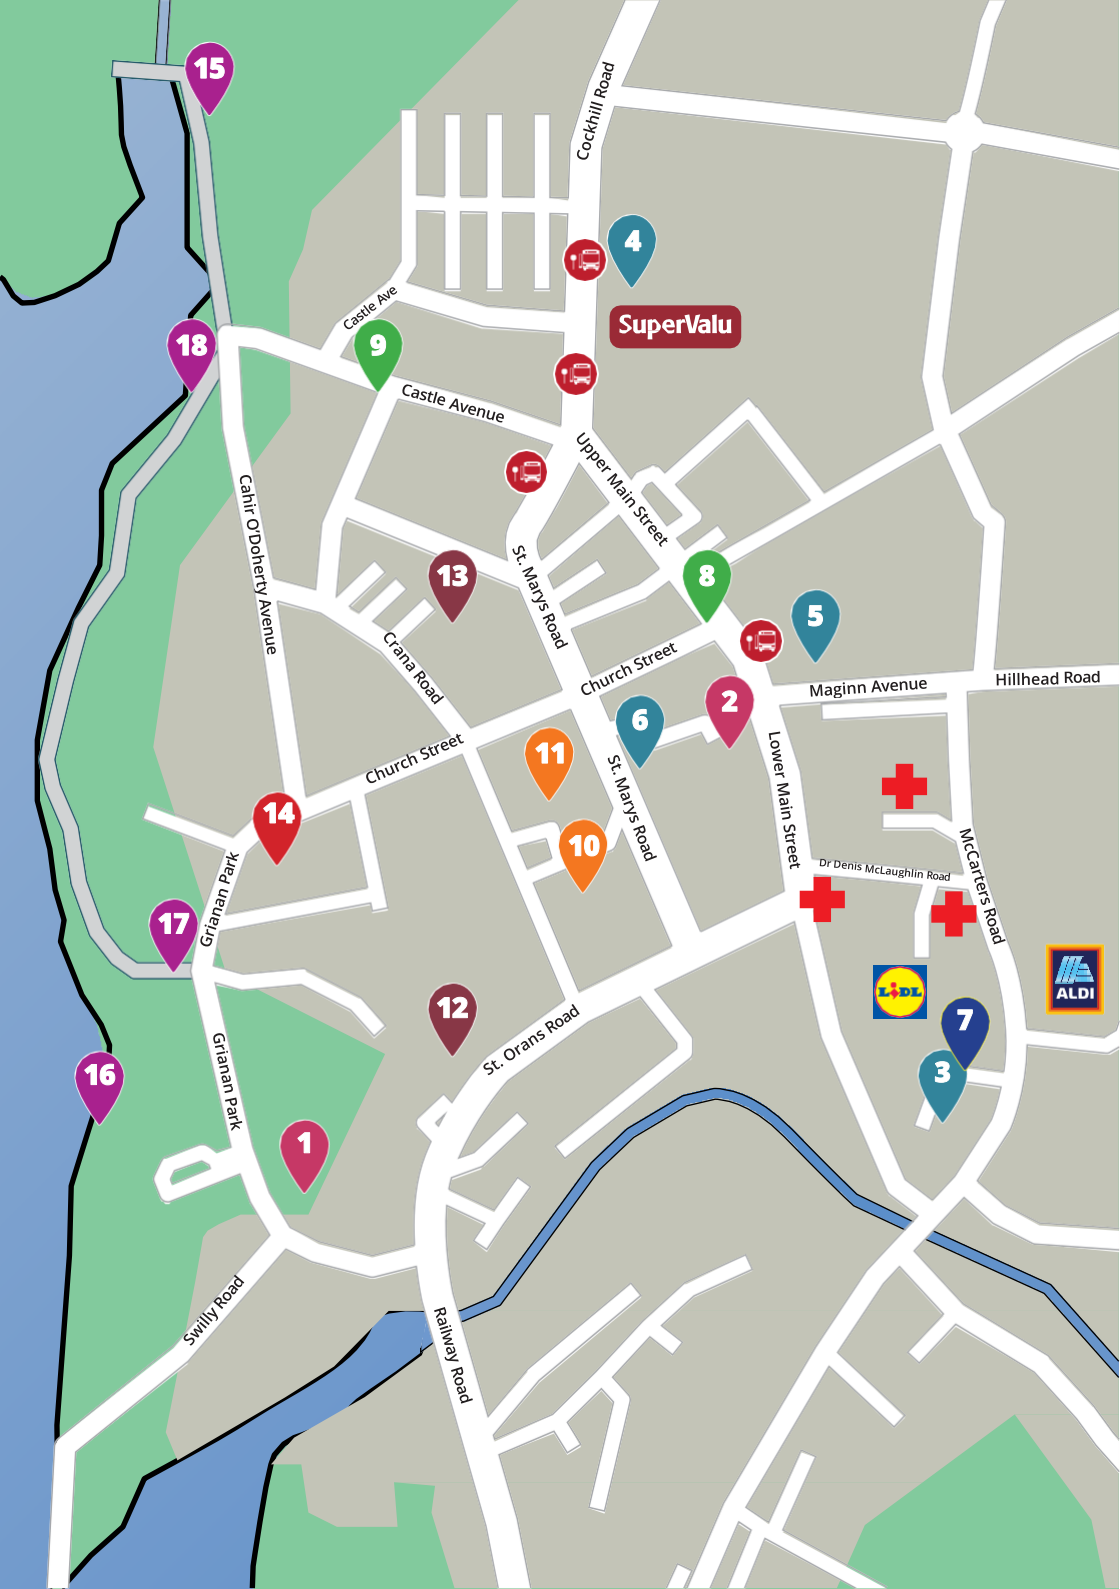 15
Cockhill Road
4
Castle Ave
SuperValu
18
9
Castle Avenue
Upper Main Street
Cahir O'Doherty Avenue
St. Marys Road
13
8
5
Crana Road
Church Street
Maginn Avenue
Hillhead Road
2
6
Church Street
11
Lower Main Street
St. Marys Road
14
10
McCarters Road
Dr Denis McLaughlin Road
Grianan Park
17
LIDL
ALDI
12
7
St. Orans Road
Grianan Park
16
3
1
Swilly Road
Railway Road